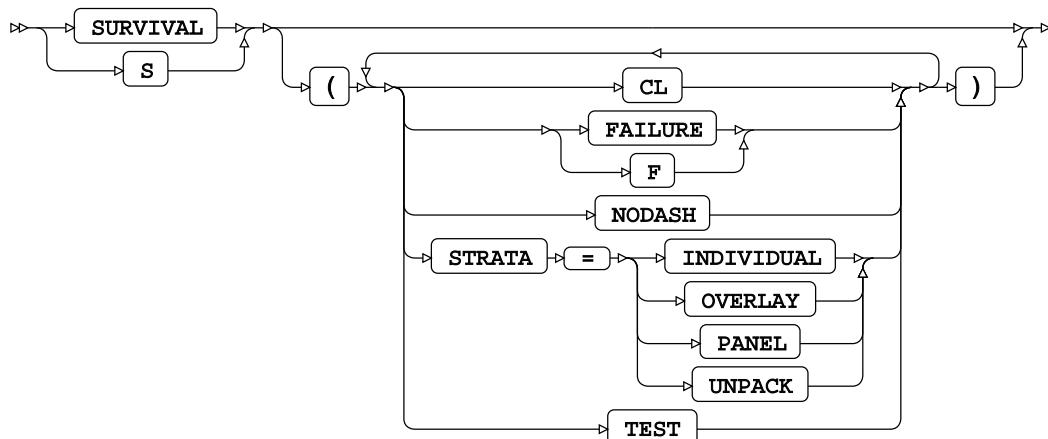 SURVIVAL
S
( CL )
FAILURE
F
NODASH
STRATA = INDIVIDUAL
OVERLAY
PANEL
UNPACK
TEST